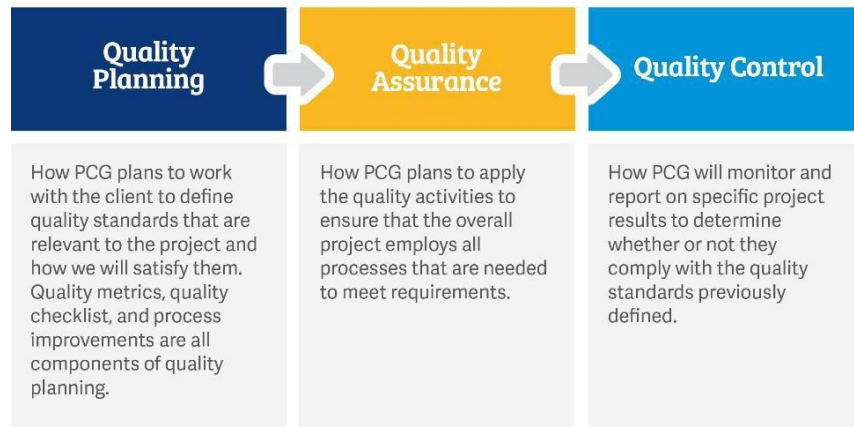 Quality
Planning
Quality
Assurance
Quality Control
How PCG plans to work
with the client to define
quality standards that are
relevant to the project and
how we will satisfy them.
Quality metrics, quality
checklist, and process
improvements are all
components of quality
planning.
How PCG plans to apply
the quality activities to
ensure that the overall
project employs all
processes that are needed
to meet requirements.
How PCG will monitor and
report on specific project
results to determine
whether or not they
comply with the quality
standards previously
defined.